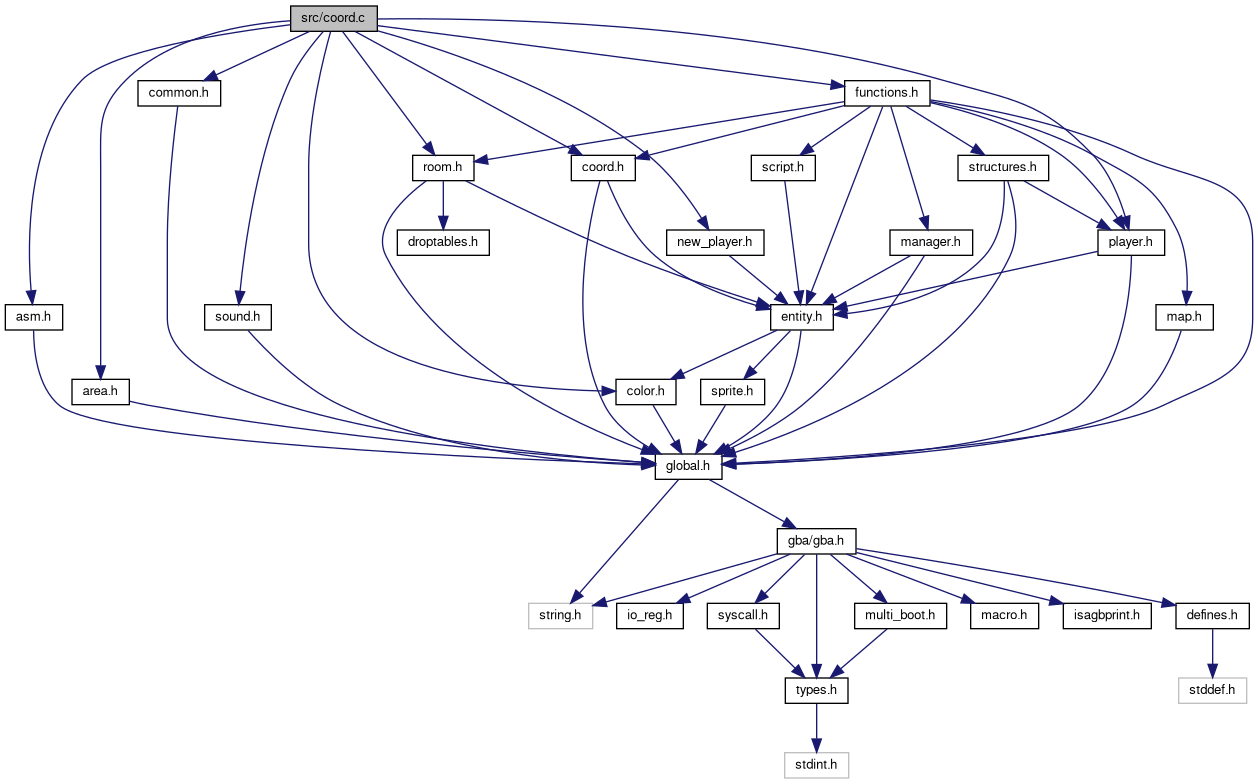 src/coord.c
common.h
functions.h
room.h
coord.h
script.h
structures.h
droptables.h
new_player.h
manager.h
player.h
asm.h
sound.h
entity.h
map.h
area.h
color.h
sprite.h
global.h
gba/gba.h
string.h
io_reg.h
syscall.h
multi_boot.h
macro.h
isagbprint.h
defines.h
types.h
stddef.h
stdint.h